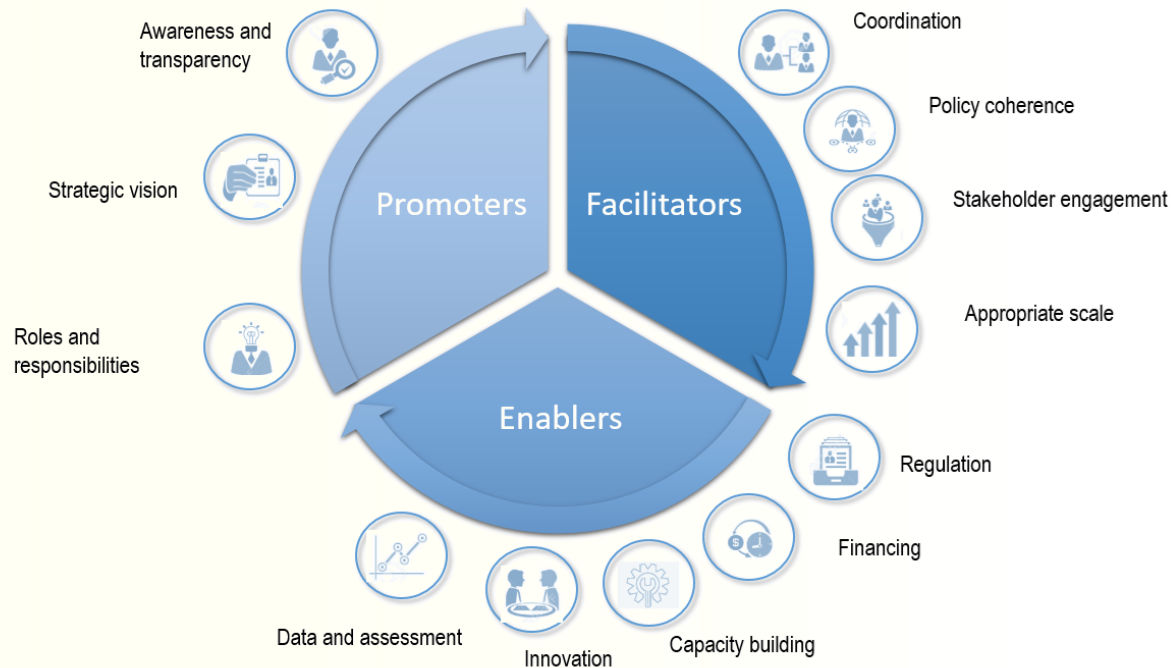 Awareness and
transparency
Strategic vision
Roles and
responsibilities
Promoters
Facilitators
Enablers
Coordination
Policy coherence
Stakeholder engagement
Appropriate scale
Regulation
Financing
Capacity building
Innovation
Data and assessment
$